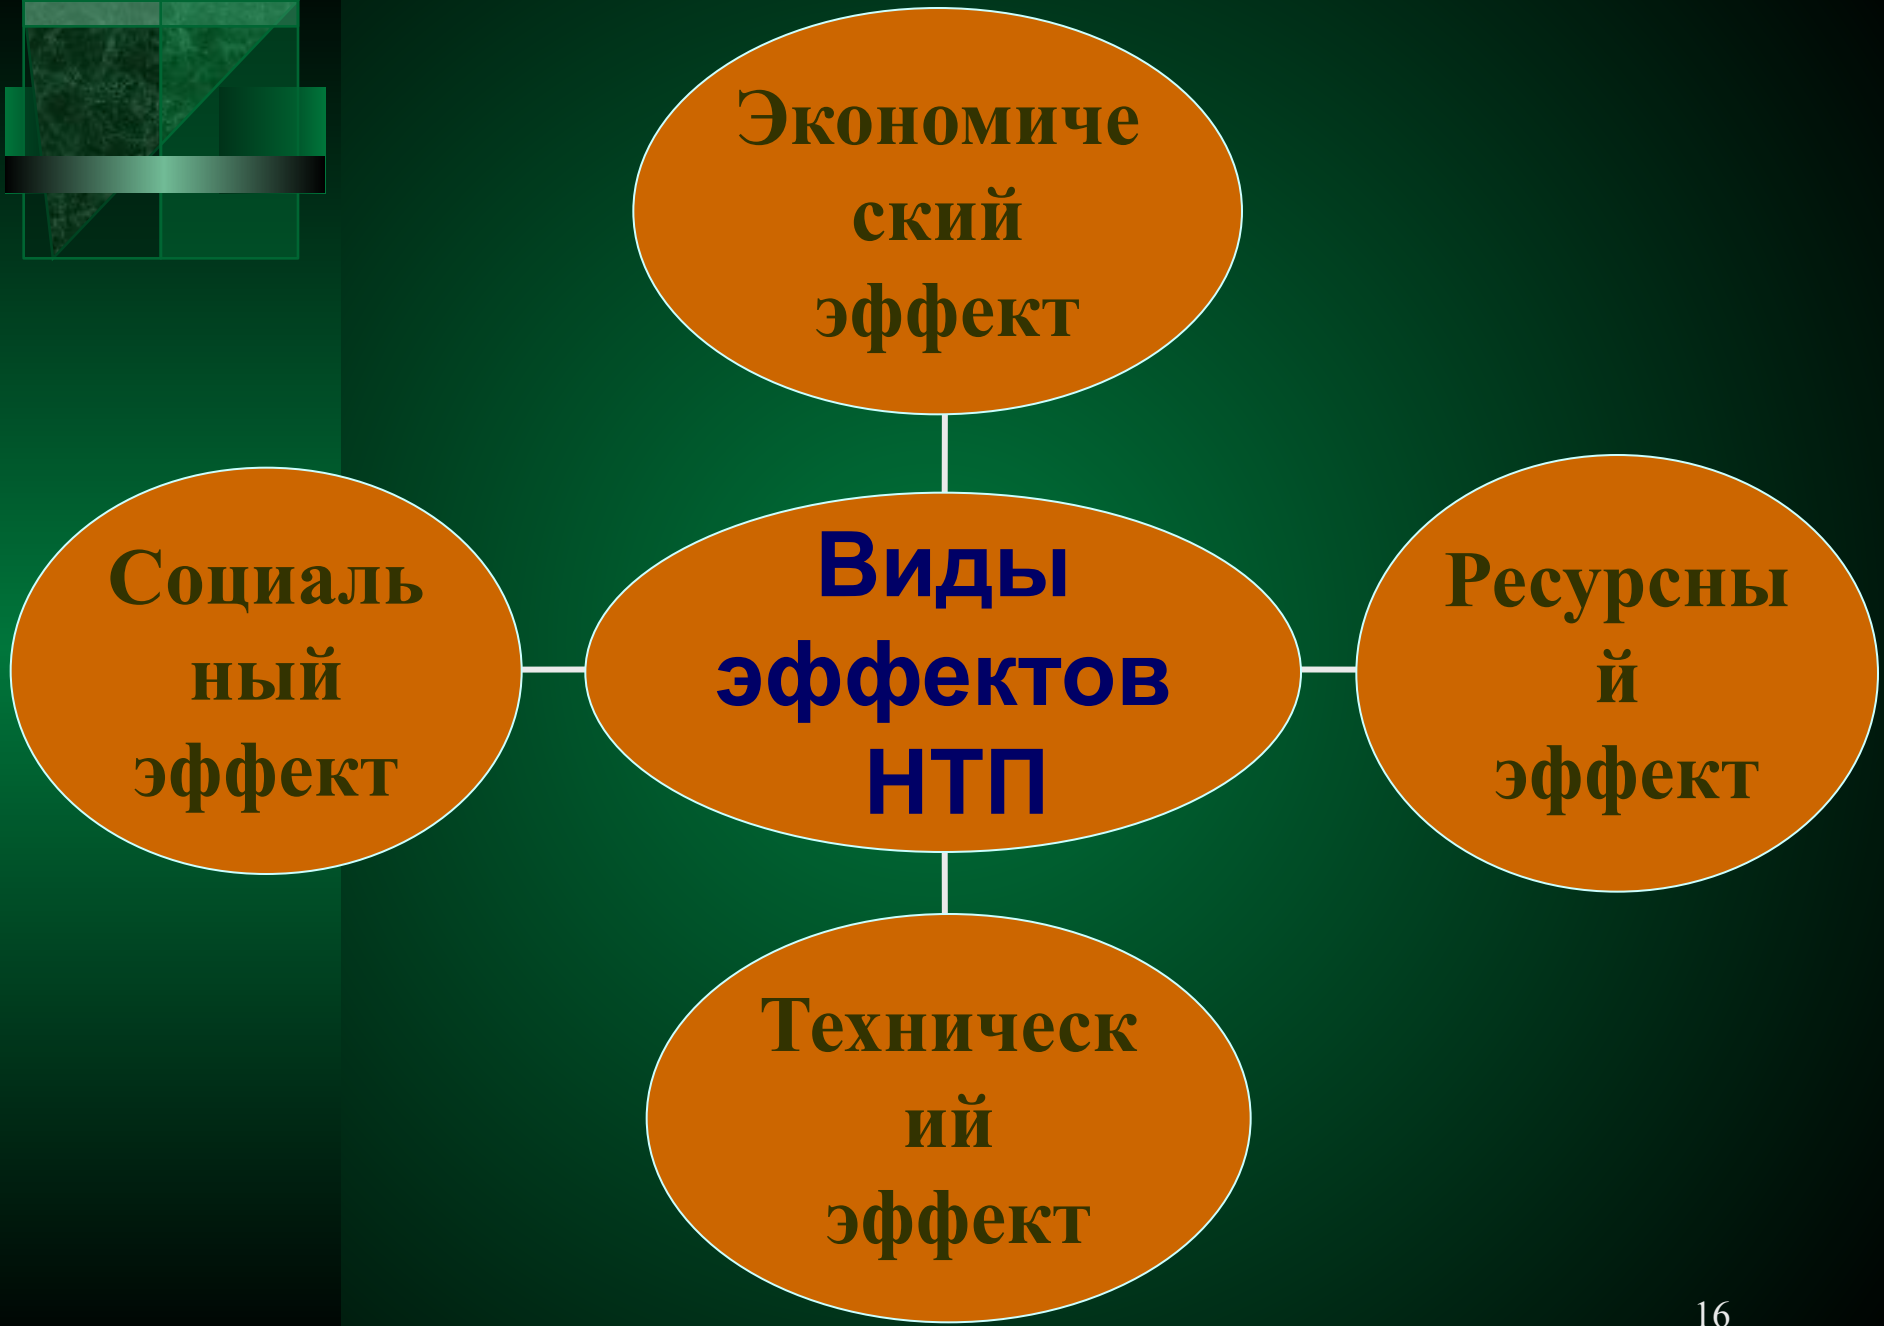 Экономиче
ский
эффект
Социаль
ный
эффект
Виды
эффектов
НТП
Ресурсны
й
эффект
Техническ
ий
эффект
16